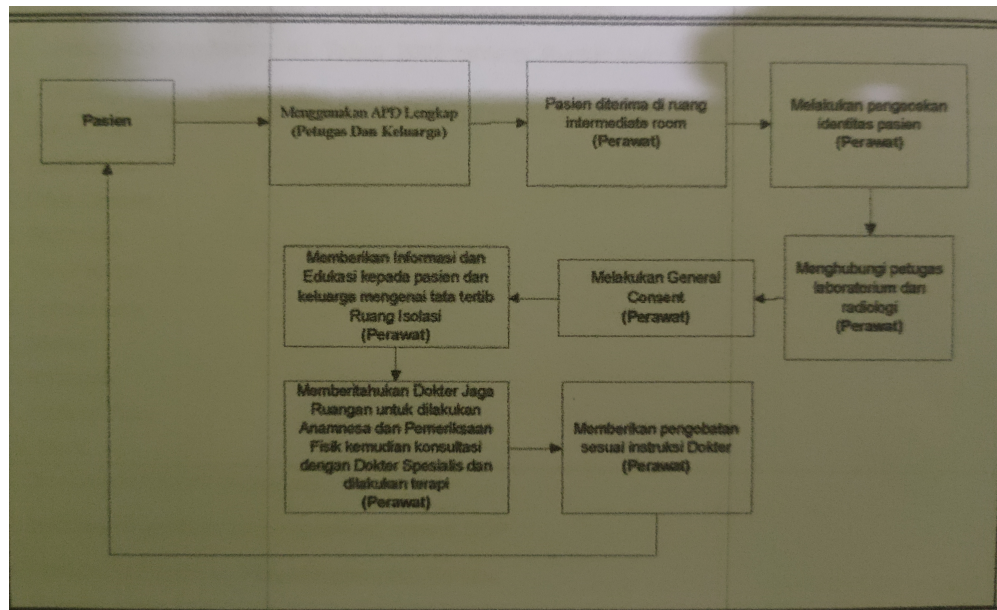 Pasien
Menggunakan APD Lengkap
(Petugas Dan Keluarga)
Pasien diterima di ruang
intermediate room
(Perawat)
Melakukan pengecekan
identitas pasien
(Perawat)
Menghubungi petugas
laboratorium dan
radiologi
(Perawat)
Melakukan General
Consent
(Perawat)
Memberikan Informasi dan
Edukasi kepada pasien dan
keluarga mengenai tata tertib
Ruang Isolasi
(Perawat)
Memberitahukan Dokter Jaga
Ruangan untuk dilakukan
Anamnesa dan Pemeriksaan
Fisik kemudian konsultasi
dengan Dokter Spesialis dan
dilakukan terapi
(Perawat)
Memberikan pengobatan
sesuai instruksi Dokter
(Perawat)